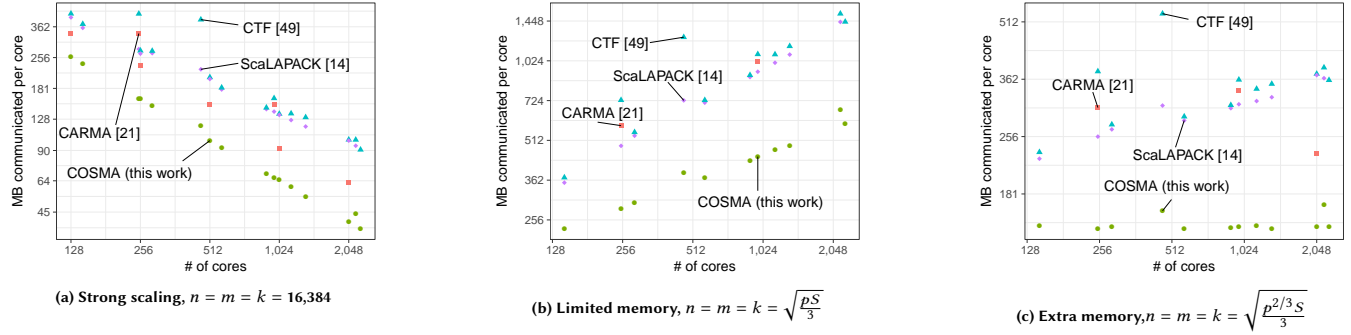 MB communicated per core
362
256
181
128
90
64
45
CTF [49]
ScaLAPACK [14]
CARMA [21]
COSMA (this work)
128
256
512
1,024
2,048
# of cores
(a) Strong scaling, n = m = k = 16,384
MB communicated per core
1,448
1,024
724
512
362
256
CTF [49]
ScaLAPACK [14]
CARMA [21]
COSMA (this work)
128
256
512
1,024
2,048
# of cores
(b) Limited memory, n = m = k = √(pS/3)
MB communicated per core
512
362
256
181
CTF [49]
CARMA [21]
ScaLAPACK [14]
COSMA (this work)
128
256
512
1,024
2,048
# of cores
(c) Extra memory,n = m = k = √(p^{2/3}S/3)